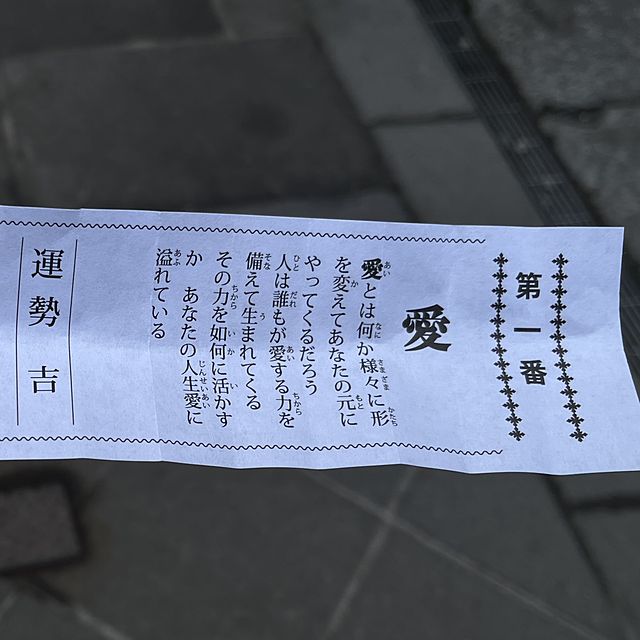 第一番
愛
愛とは何か様々に形
を変えてあなたの元に
やってくるだろう
人は誰もが愛する力を
備えて生まれてくる
その力を如何に活かす
か　あなたの人生愛に
溢れている
運勢 吉